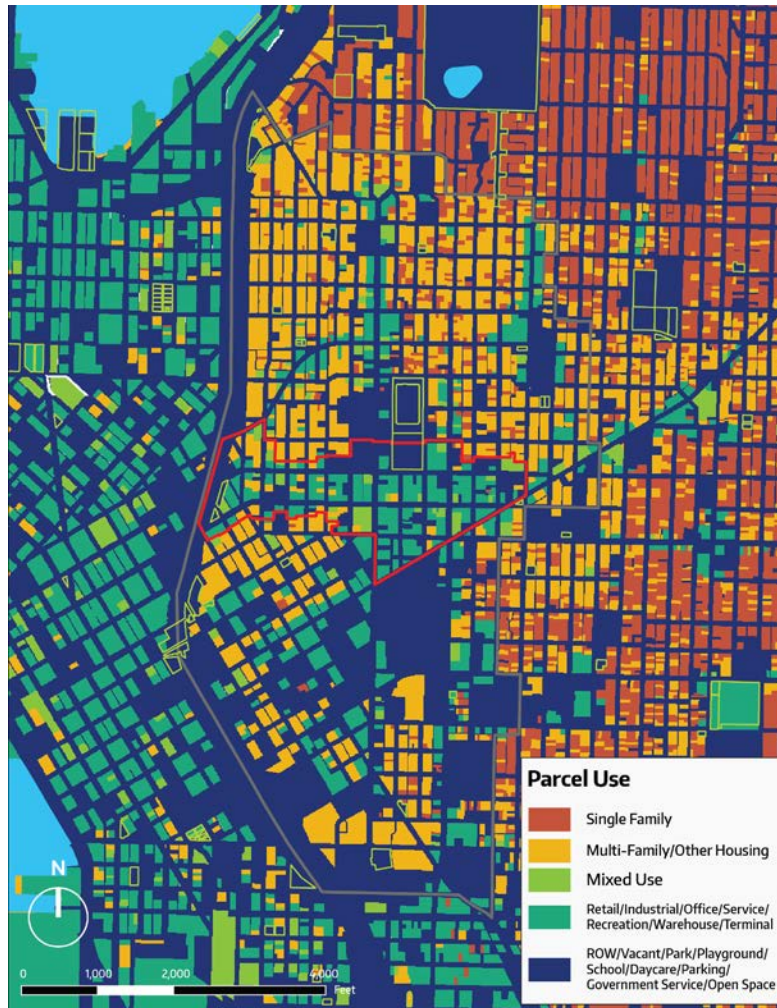 Parcel Use
Single Family
Multi-Family/Other Housing
Mixed Use
Retail/Industrial/Office/Service/
Recreation/Warehouse/Terminal
ROW/Vacant/Park/Playground/
School/Daycare/Parking/
Government Service/Open Space
N
0 1,000 2,000 4,000
Feet